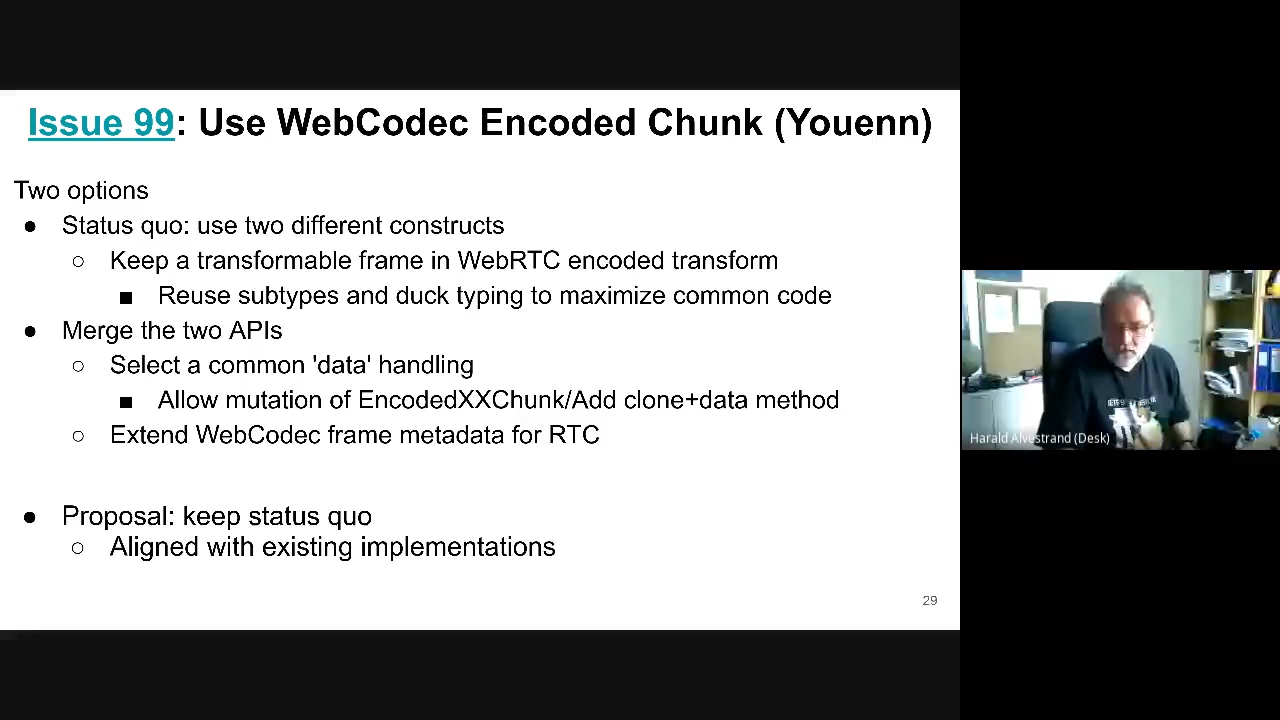 Issue 99: Use WebCodec Encoded Chunk (Youenn)
Two options
● Status quo: use two different constructs
○ Keep a transformable frame in WebRTC encoded transform
■ Reuse subtypes and duck typing to maximize common code
● Merge the two APIs
○ Select a common 'data' handling
■ Allow mutation of EncodedXXChunk/Add clone+data method
○ Extend WebCodec frame metadata for RTC
● Proposal: keep status quo
○ Aligned with existing implementations
29
Harald Alvestrand (Desk)